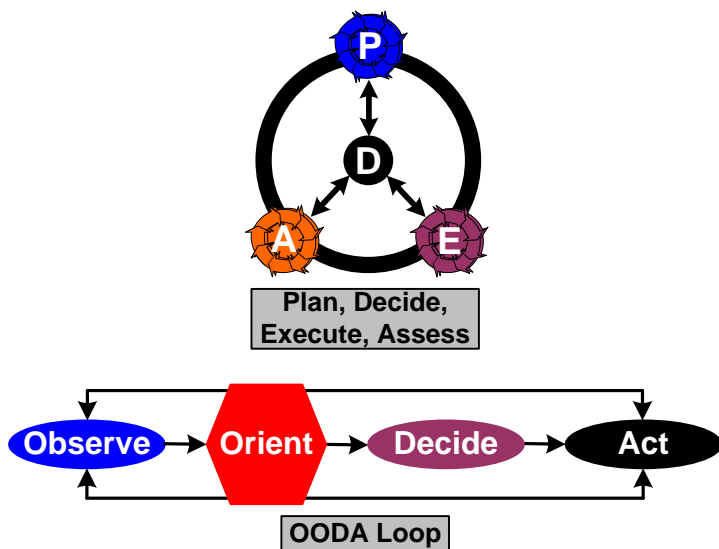 P
D
A
E
Plan, Decide,
Execute, Assess
Observe
Orient
Decide
Act
OODA Loop